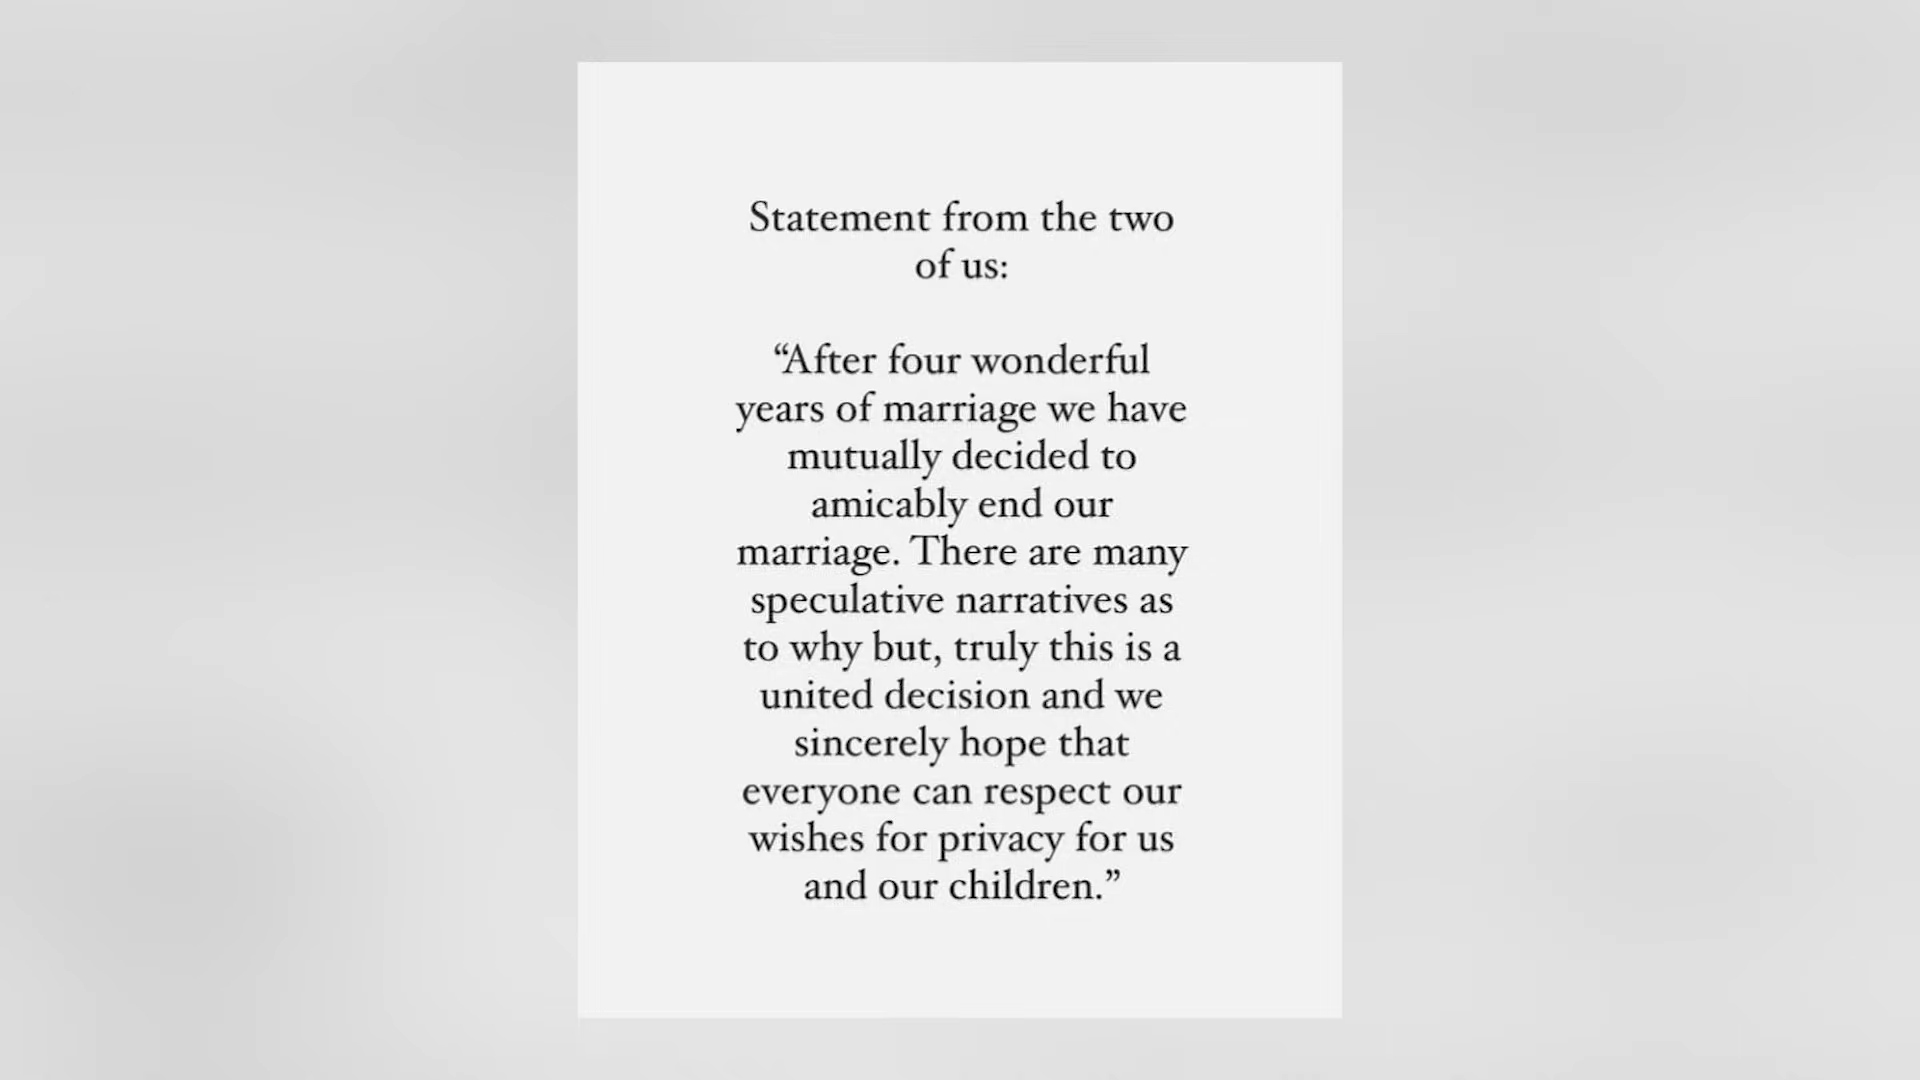 Statement from the two
of us:
“After four wonderful
years of marriage we have
mutually decided to
amicably end our
marriage. There are many
speculative narratives as
to why but, truly this is a
united decision and we
sincerely hope that
everyone can respect our
wishes for privacy for us
and our children.”